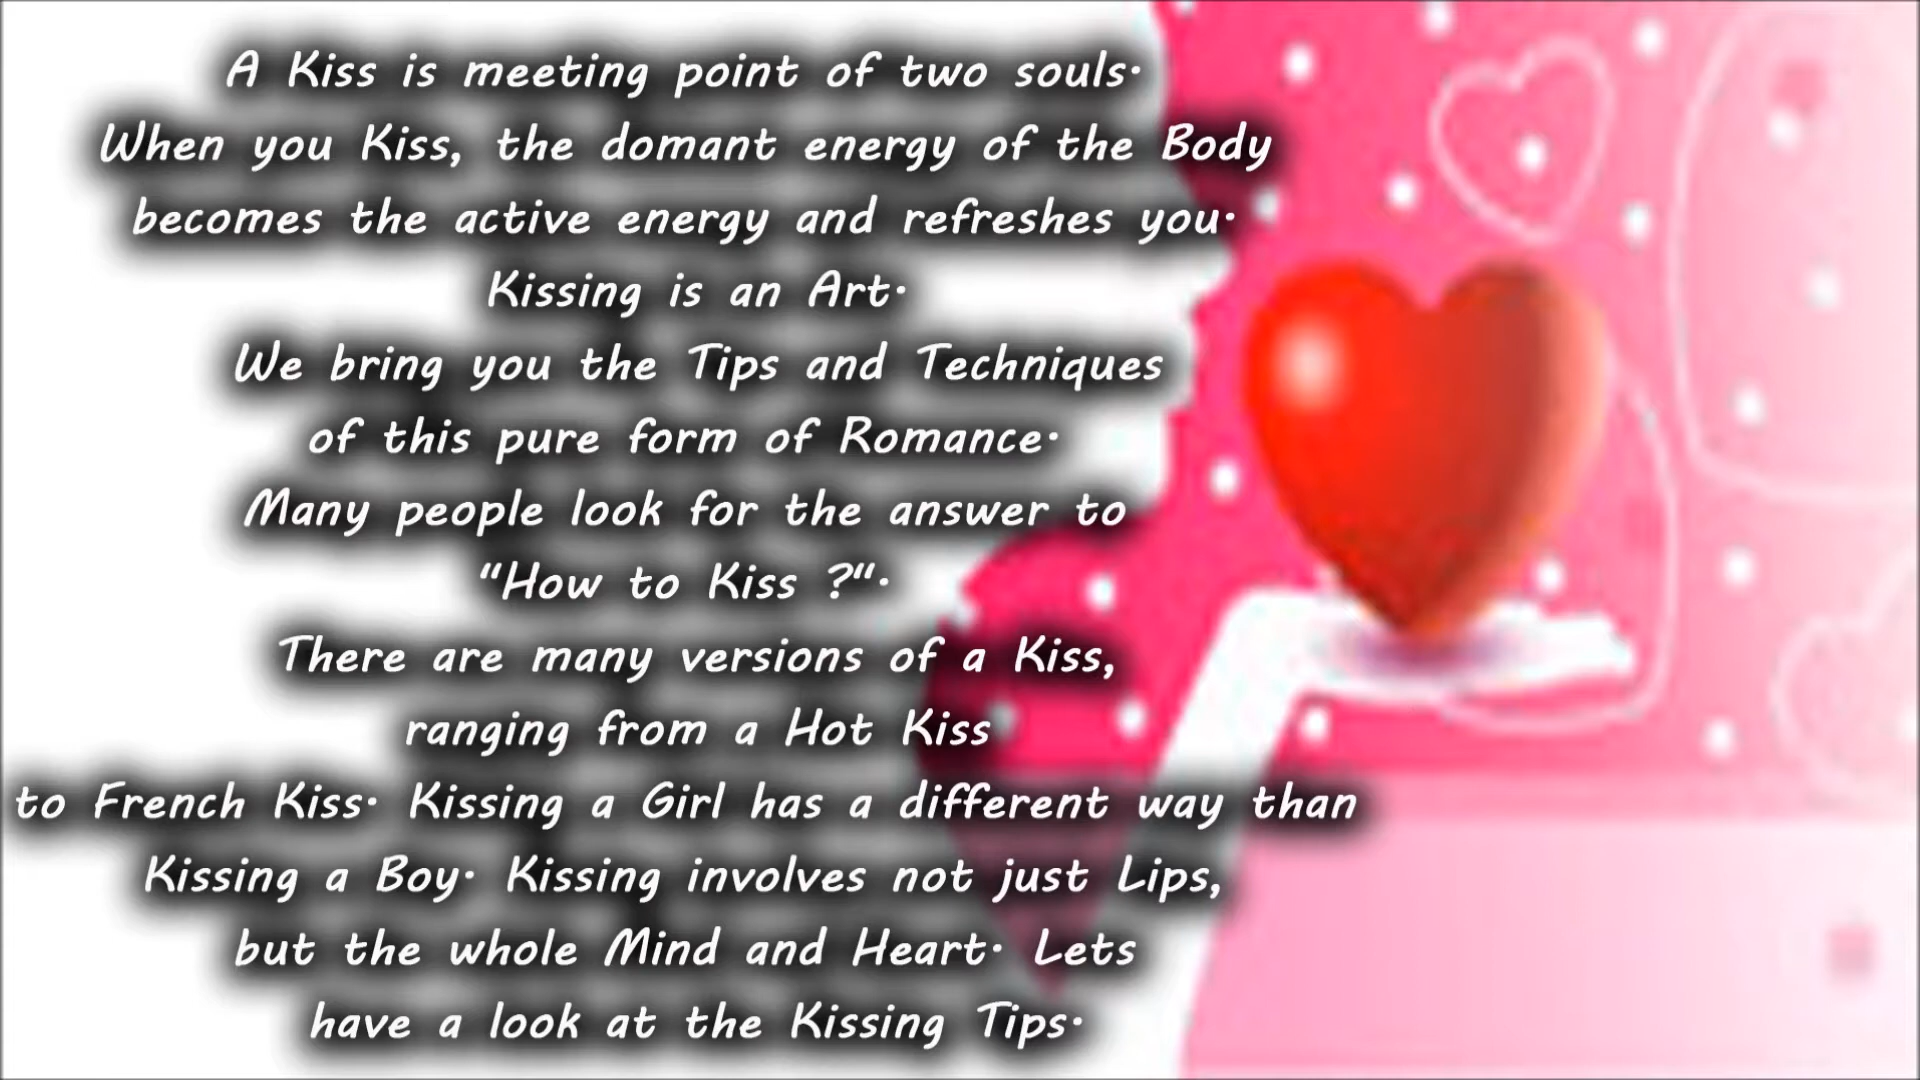 A Kiss is meeting point of two souls.
When you Kiss, the domant energy of the Body
becomes the active energy and refreshes you.
Kissing is an Art.
We bring you the Tips and Techniques
of this pure form of Romance.
Many people look for the answer to
“How to Kiss ?“.
There are many versions of a Kiss,
ranging from a Hot Kiss
to French Kiss. Kissing a Girl has a different way than
Kissing a Boy. Kissing involves not just Lips,
but the whole Mind and Heart. Lets
have a look at the Kissing Tips.